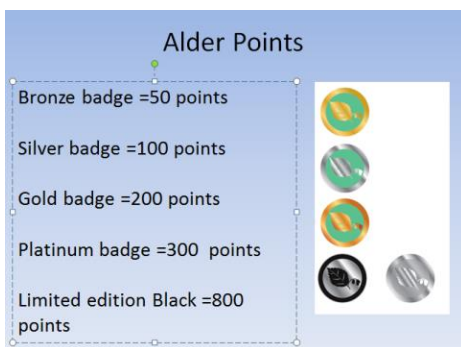 Alder Points
Bronze badge =50 points
Silver badge =100 points
Gold badge =200 points
Platinum badge =300  points
Limited edition Black =800
points